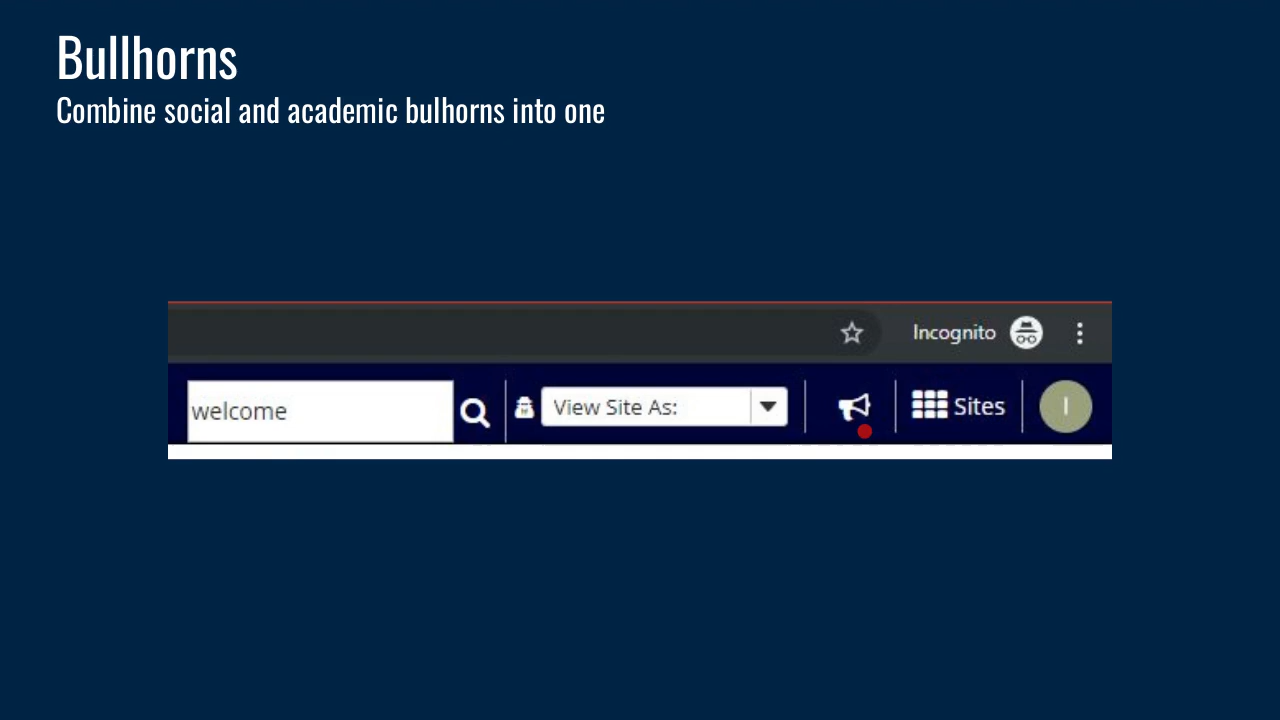 Bullhorns
Combine social and academic bulhorns into one
Incognito
welcome
View Site As:
Sites
I